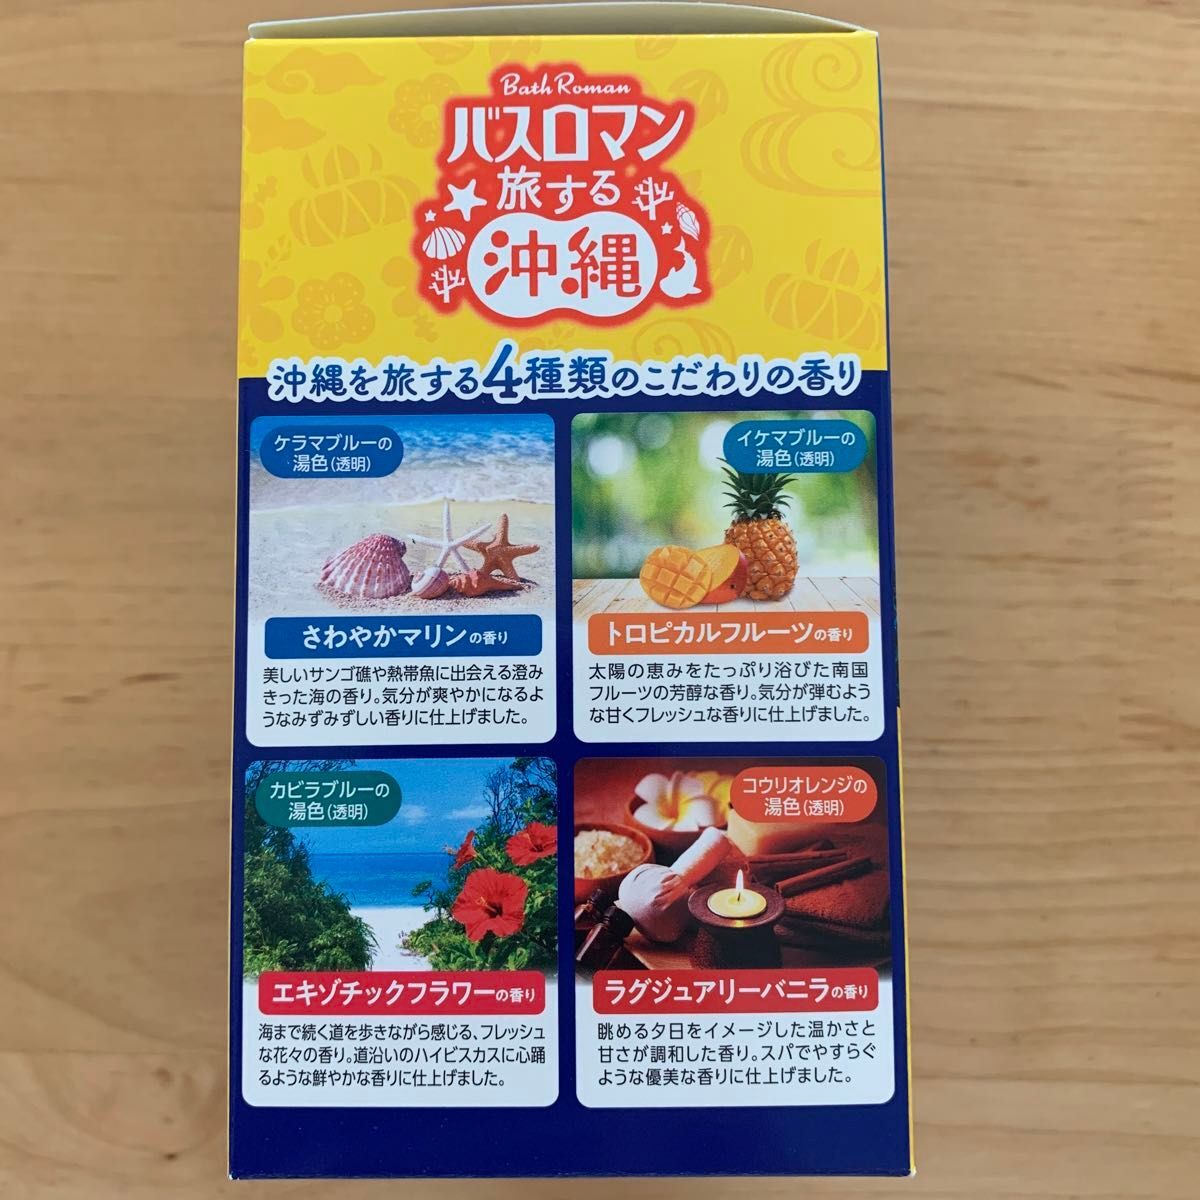 Bath Roman
バスロマン
旅する
沖縄
沖縄を旅する4種類のこだわりの香り
ケラマブルーの
湯色(透明)
さわやかマリンの香り
美しいサンゴ礁や熱帯魚に出会える澄み
きった海の香り。気分が爽やかになるよ
うなみずみずしい香りに仕上げました。
イケマブルーの
湯色(透明)
トロピカルフルーツの香り
太陽の恵みをたっぷり浴びた南国
フルーツの芳醇な香り。気分が弾むよう
な甘くフレッシュな香りに仕上げました。
カビラブルーの
湯色(透明)
エキゾチックフラワーの香り
海まで続く道を歩きながら感じる、フレッシュ
な花々の香り。道沿いのハイビスカスに心踊
るような鮮やかな香りに仕上げました。
コウリオレンジの
湯色(透明)
ラグジュアリーバニラの香り
眺める夕日をイメージした温かさと
甘さが調和した香り。スパでやすらぐ
ような優美な香りに仕上げました。